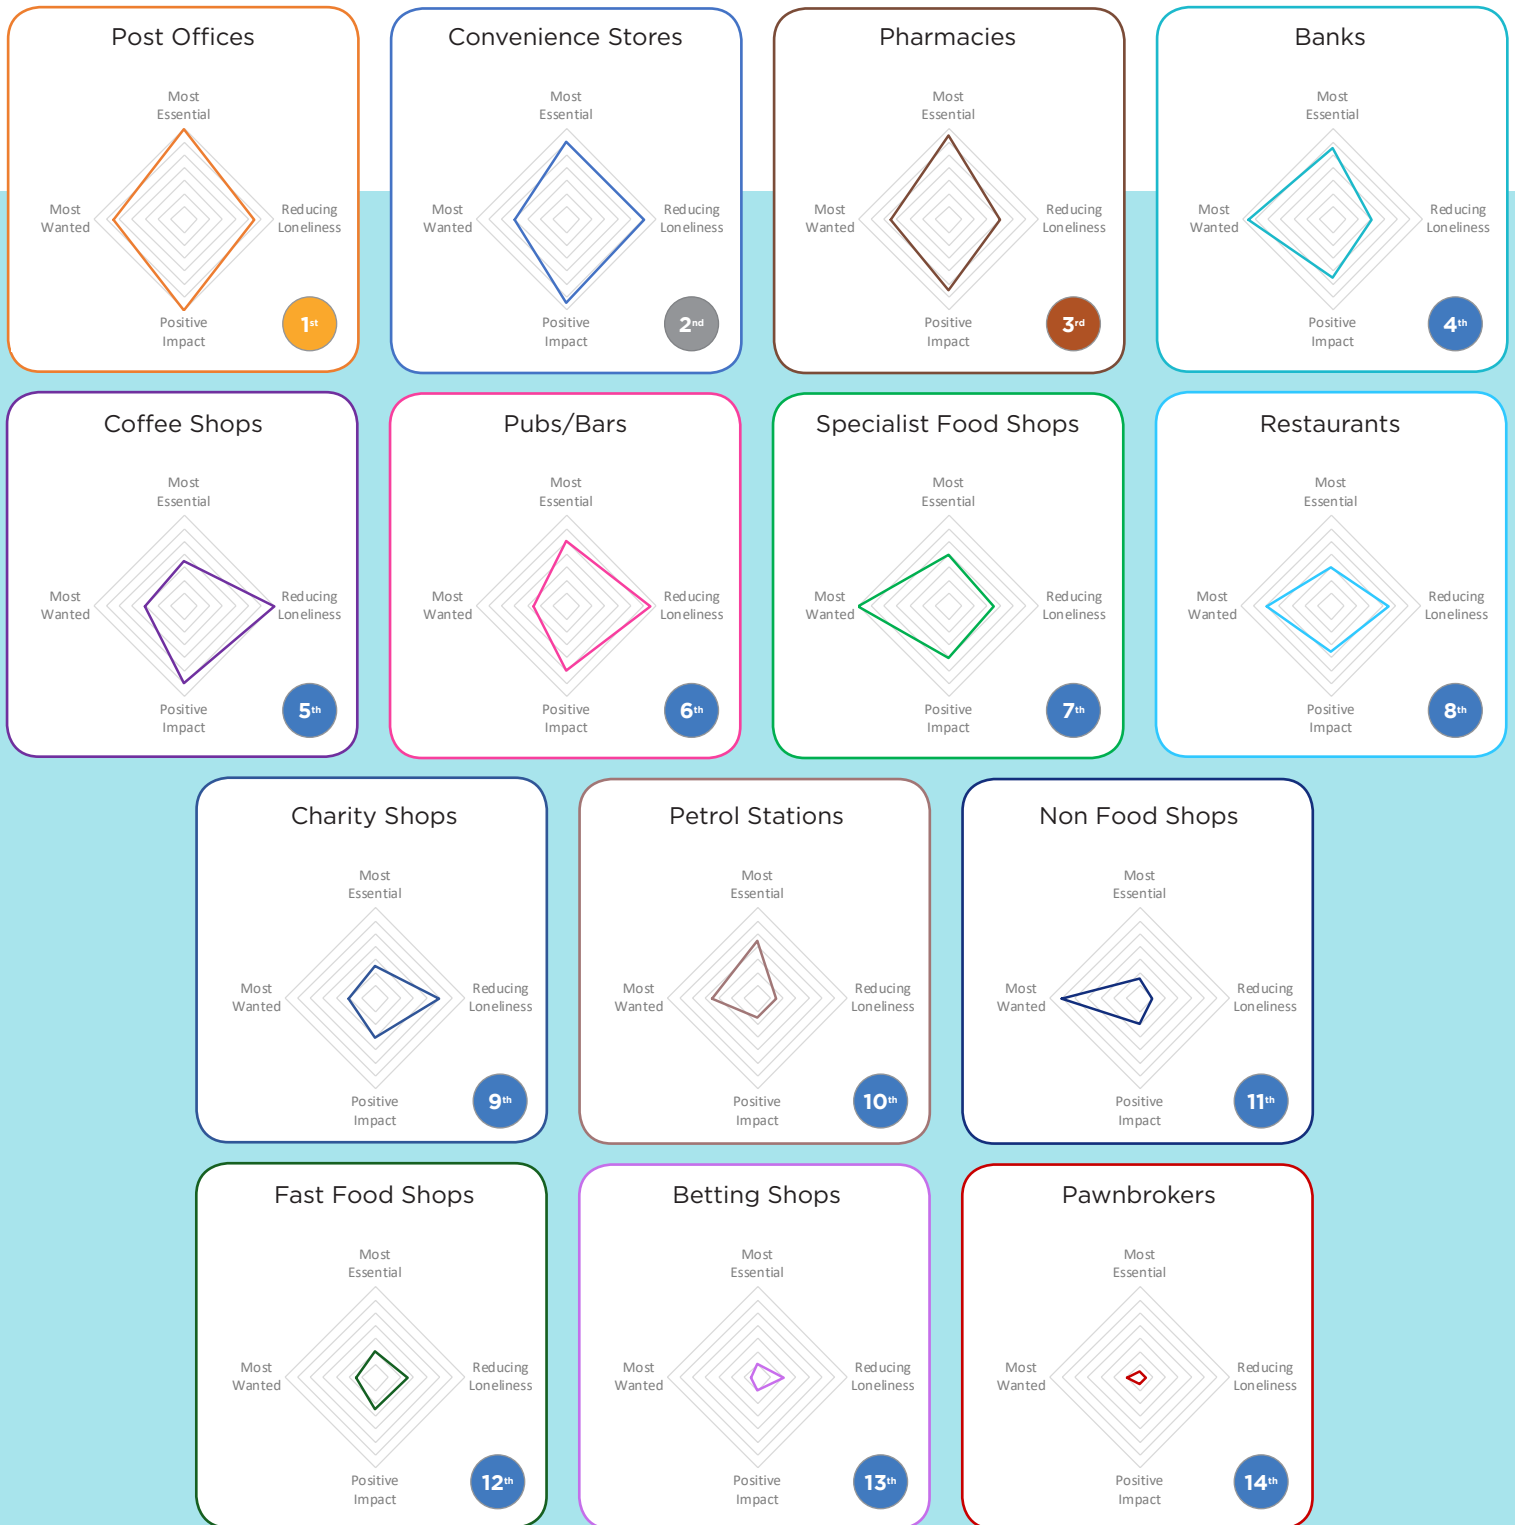 Post Offices
Most
Essential
Most
Wanted
Reducing
Loneliness
Positive
Impact
1st
Convenience Stores
Most
Essential
Most
Wanted
Reducing
Loneliness
Positive
Impact
2nd
Pharmacies
Most
Essential
Most
Wanted
Reducing
Loneliness
Positive
Impact
3rd
Banks
Most
Essential
Most
Wanted
Reducing
Loneliness
Positive
Impact
4th
Coffee Shops
Most
Essential
Most
Wanted
Reducing
Loneliness
Positive
Impact
5th
Pubs/Bars
Most
Essential
Most
Wanted
Reducing
Loneliness
Positive
Impact
6th
Specialist Food Shops
Most
Essential
Most
Wanted
Reducing
Loneliness
Positive
Impact
7th
Restaurants
Most
Essential
Most
Wanted
Reducing
Loneliness
Positive
Impact
8th
Charity Shops
Most
Essential
Most
Wanted
Reducing
Loneliness
Positive
Impact
9th
Petrol Stations
Most
Essential
Most
Wanted
Reducing
Loneliness
Positive
Impact
10th
Non Food Shops
Most
Essential
Most
Wanted
Reducing
Loneliness
Positive
Impact
11th
Fast Food Shops
Most
Essential
Most
Wanted
Reducing
Loneliness
Positive
Impact
12th
Betting Shops
Most
Essential
Most
Wanted
Reducing
Loneliness
Positive
Impact
13th
Pawnbrokers
Most
Essential
Most
Wanted
Reducing
Loneliness
Positive
Impact
14th